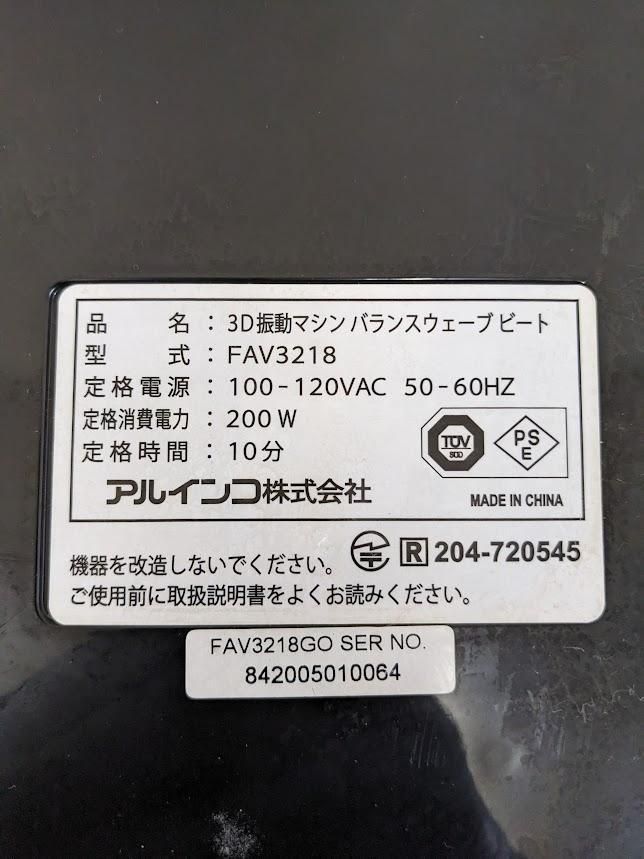 品　　名：3D振動マシン バランスウェーブ ビート
型　　式：FAV3218
定格電源：100-120VAC 50-60HZ
定格消費電力：200W
定格時間：10分
TÜV
SÜD
PS
E
アルインコ株式会社
MADE IN CHINA
機器を改造しないでください。
R 204-720545
ご使用前に取扱説明書をよくお読みください。
FAV3218GO SER NO.
842005010064